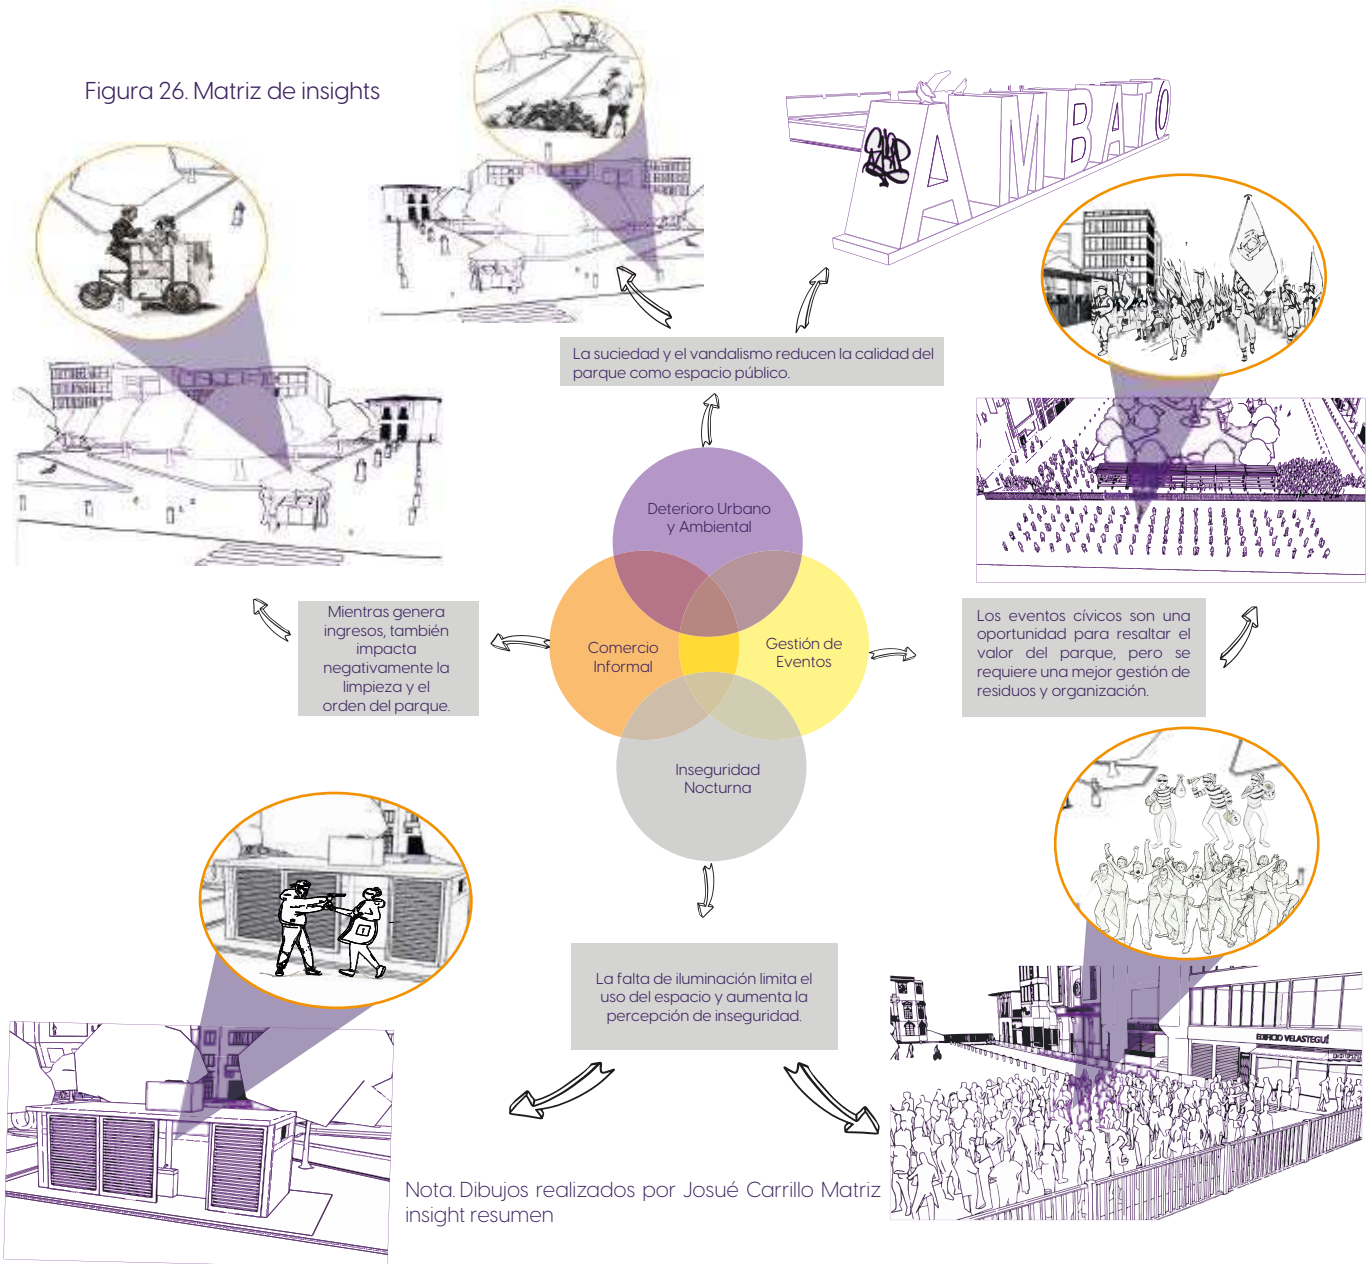 Figura 26. Matriz de insights
AMBATO
La suciedad y el vandalismo reducen la calidad del
parque como espacio público.
Deterioro Urbano
y Ambiental
Mientras genera
ingresos, también
impacta
negativamente la
limpieza y el
orden del parque.
Comercio
Informal
Gestión de
Eventos
Los eventos cívicos son una
oportunidad para resaltar el
valor del parque, pero se
requiere una mejor gestión de
residuos y organización.
Inseguridad
Nocturna
La falta de iluminación limita el
uso del espacio y aumenta la
percepción de inseguridad.
EDIFICIO VELASTEGUÍ
Nota. Dibujos realizados por Josué Carrillo Matriz
insight resumen